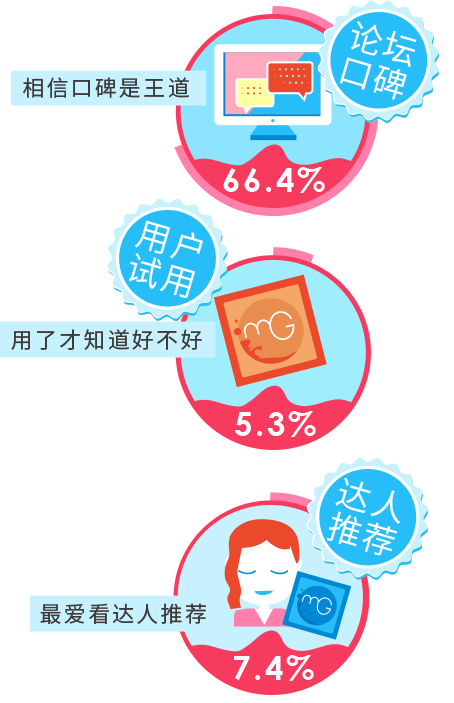 论坛
口碑
相信口碑是王道
66.4%
用户
试用
用了才知道好不好
mG
5.3%
达人
推荐
mG
最爱看达人推荐
7.4%